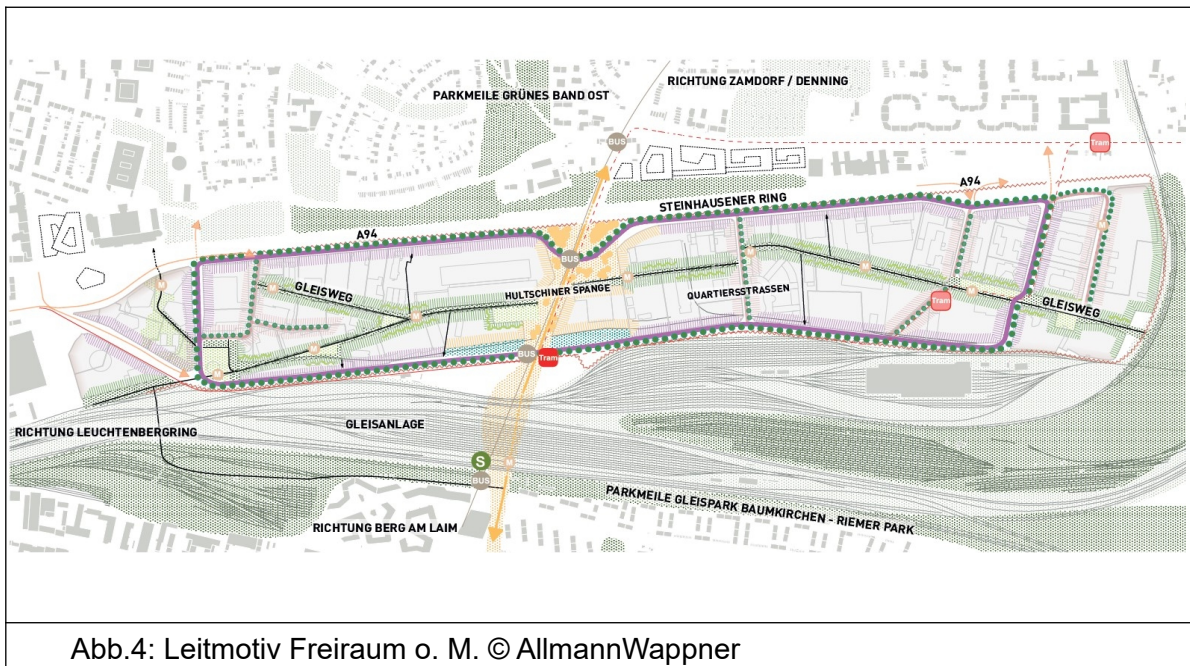 RICHTUNG ZAMDORF / DENNING
PARKMEILE GRÜNES BAND OST
BUS
Tram
A94
STEINHAUSENER RING
A94
BUS
M
M
M
GLEISWEG
M
HULTSCHINER SPANGE
QUARTIERSSTRASSEN
M
M
M
Tram
GLEISWEG
M
M
M
BUS
Tram
RICHTUNG LEUCHTENBERGRING
GLEISANLAGE
S
M
BUS
PARKMEILE GLEISPARK BAUMKIRCHEN - RIEMER PARK
RICHTUNG BERG AM LAIM
Abb.4: Leitmotiv Freiraum o. M. © AllmannWappner